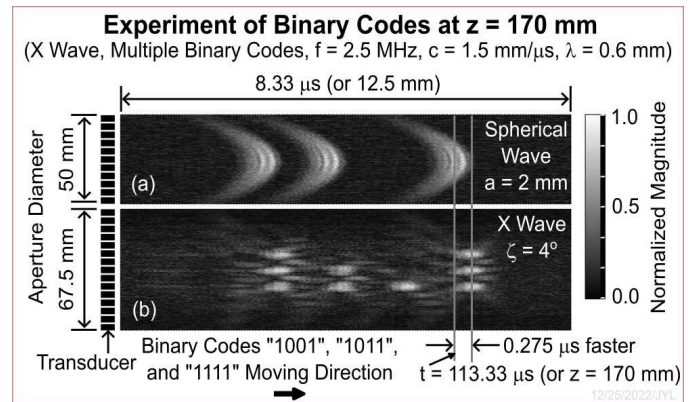 Experiment of Binary Codes at z = 170 mm
(X Wave, Multiple Binary Codes, f = 2.5 MHz, c = 1.5 mm/μs, λ = 0.6 mm)
8.33 μs (or 12.5 mm)
Aperture Diameter
50 mm
67.5 mm
(a)
Spherical
Wave
a = 2 mm
(b)
X Wave
ζ = 4º
1.0
0.5
0.0
Normalized Magnitude
Transducer
Binary Codes "1001", "1011",
and "1111" Moving Direction
0.275 μs faster
t = 113.33 μs (or z = 170 mm)
12/25/2022/JYL